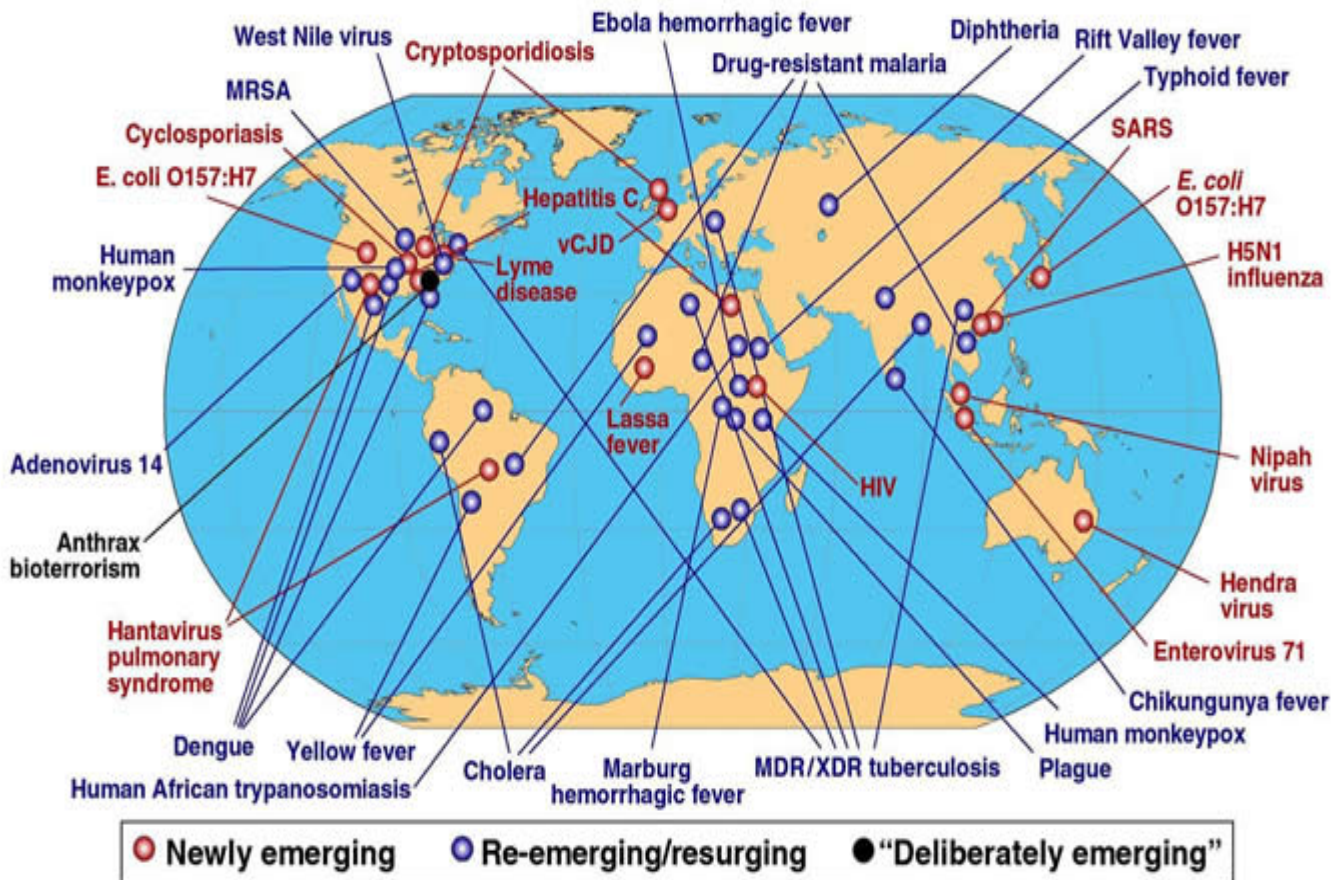 Ebola hemorrhagic fever
Diphtheria
West Nile virus
Cryptosporidiosis
Drug-resistant malaria
Rift Valley fever
MRSA
Typhoid fever
Cyclosporiasis
SARS
E. coli O157:H7
Hepatitis C
E. coli
O157:H7
vCJD
Human
monkeypox
Lyme
disease
H5N1
influenza
Lassa
fever
Adenovirus 14
HIV
Nipah
virus
Anthrax
bioterrorism
Hendra
virus
Hantavirus
pulmonary
syndrome
Enterovirus 71
Chikungunya fever
Dengue
Yellow fever
Human monkeypox
Cholera
Marburg
hemorrhagic fever
MDR/XDR tuberculosis
Plague
Human African trypanosomiasis
Newly emerging
Re-emerging/resurging
"Deliberately emerging"